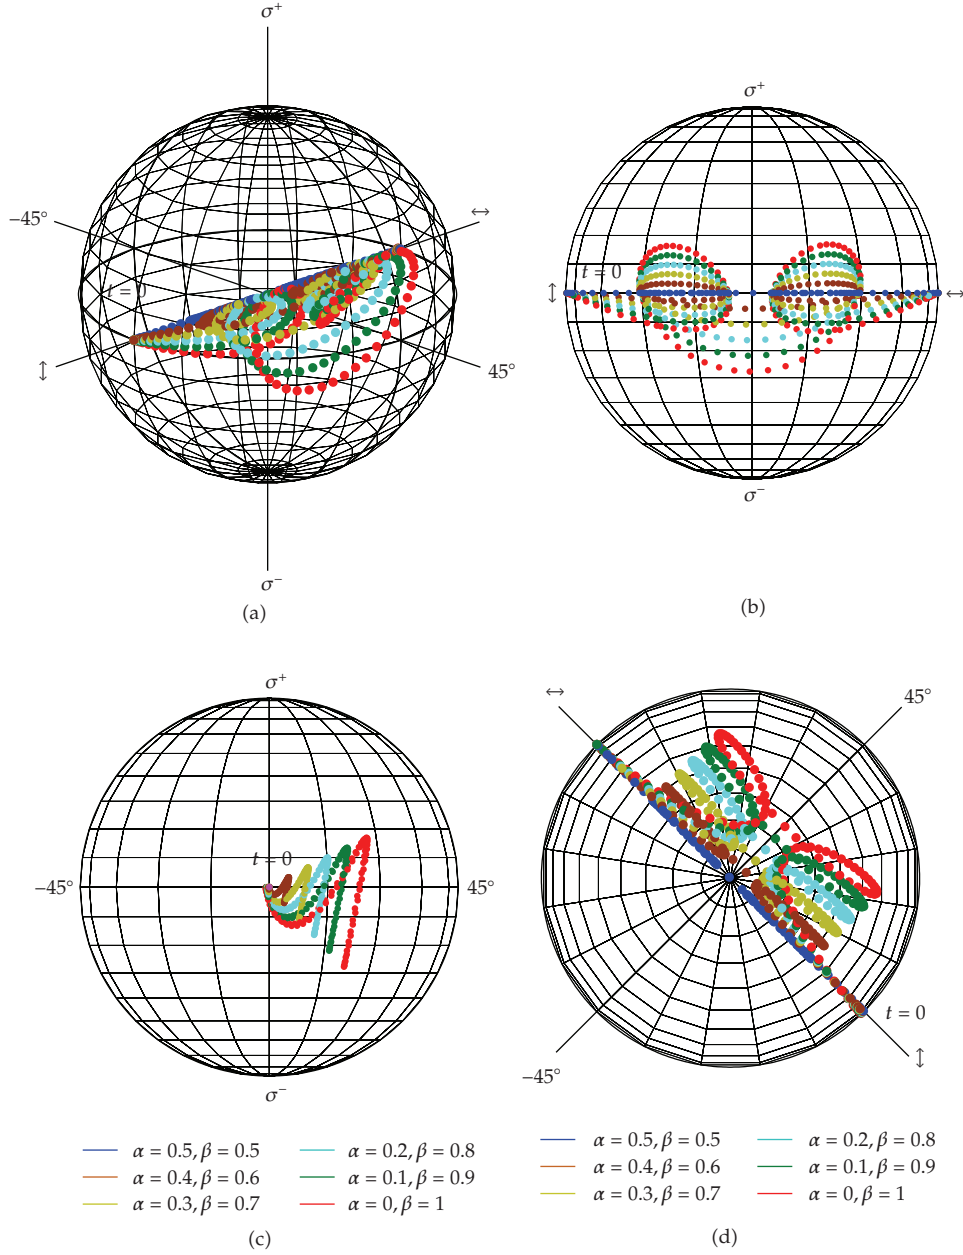 σ⁺
−45°
↔
t = 0
↕
45°
σ⁻
(a)
σ⁺
t = 0
↕
↔
σ⁻
(b)
σ⁺
t = 0
−45°
45°
σ⁻
α = 0.5, β = 0.5
α = 0.4, β = 0.6
α = 0.3, β = 0.7
α = 0.2, β = 0.8
α = 0.1, β = 0.9
α = 0, β = 1
(c)
↔
45°
t = 0
−45°
↕
α = 0.5, β = 0.5
α = 0.4, β = 0.6
α = 0.3, β = 0.7
α = 0.2, β = 0.8
α = 0.1, β = 0.9
α = 0, β = 1
(d)